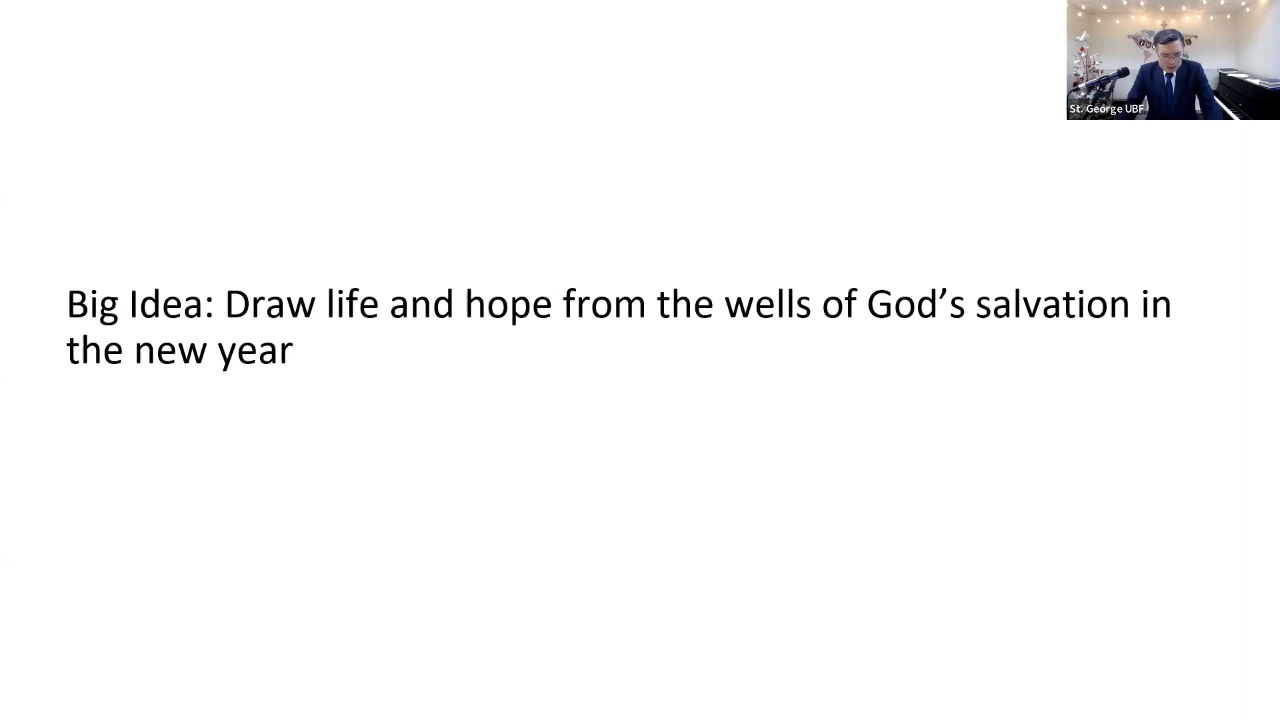 St. George UBF
Big Idea: Draw life and hope from the wells of God’s salvation in
the new year